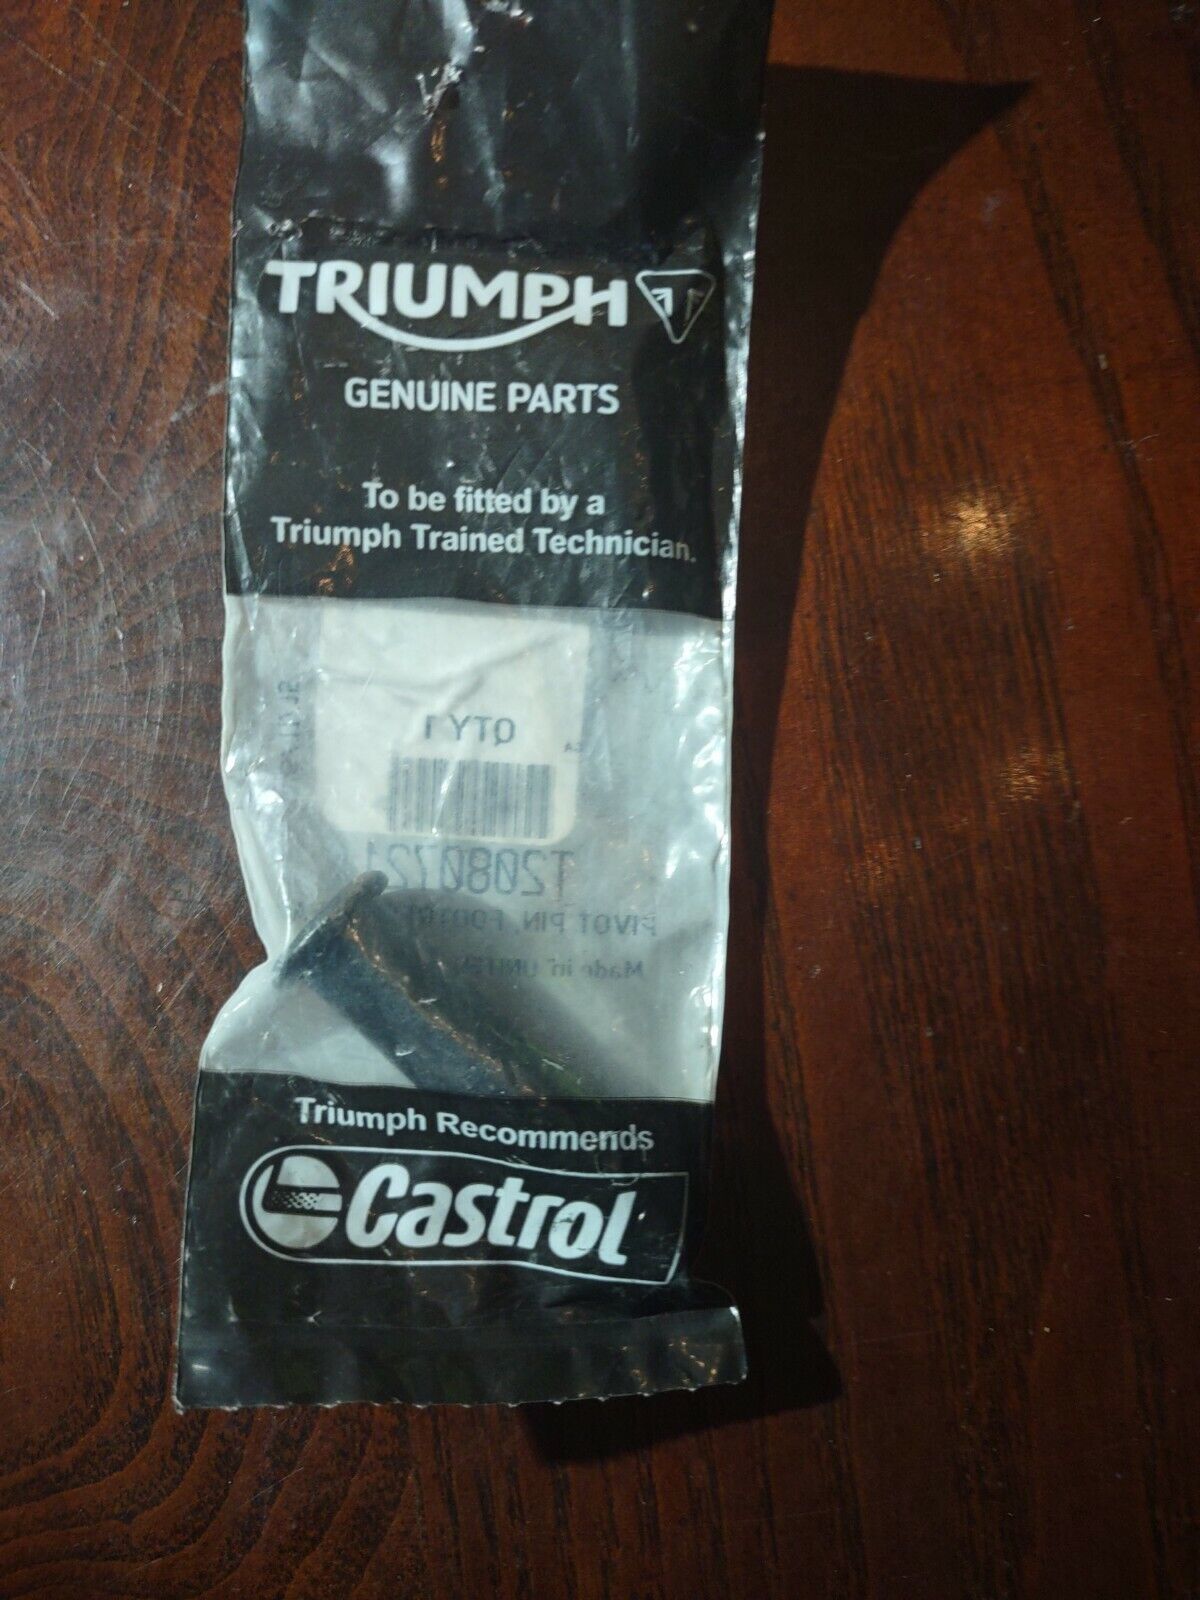 TRIUMPH
GENUINE PARTS
To be fitted by a
Triumph Trained Technician.
QTY 1
T2080721
PIVOT PIN,
Made in
Triumph Recommends
Castrol